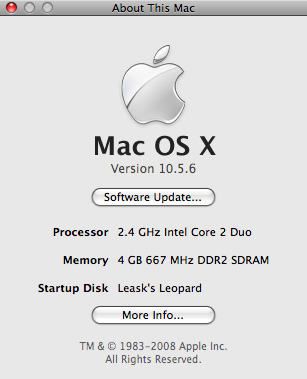 About This Mac
Mac OS X
Version 10.5.6
Software Update...
Processor 2.4 GHz Intel Core 2 Duo
Memory 4 GB 667 MHz DDR2 SDRAM
Startup Disk Leask's Leopard
More Info...
TM & © 1983-2008 Apple Inc.
All Rights Reserved.